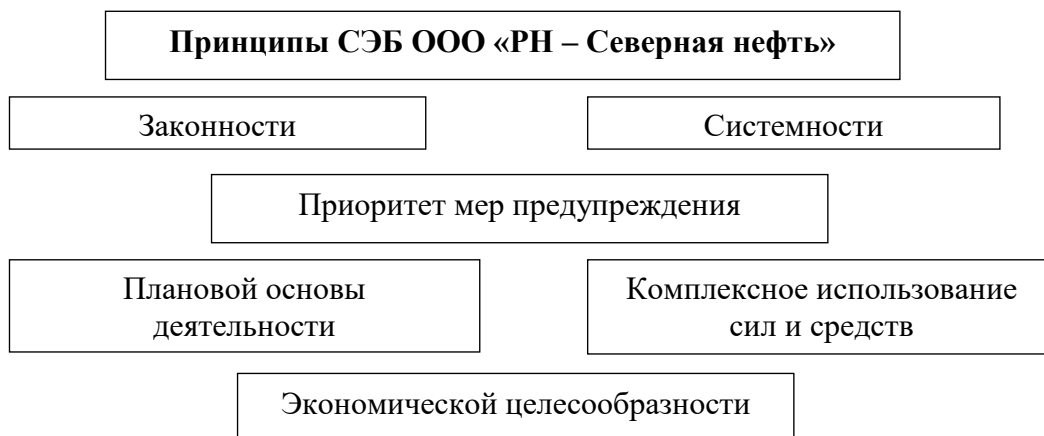 Принципы СЭБ ООО «РН – Северная нефть»
Законности
Системности
Приоритет мер предупреждения
Плановой основы
деятельности
Комплексное использование
сил и средств
Экономической целесообразности